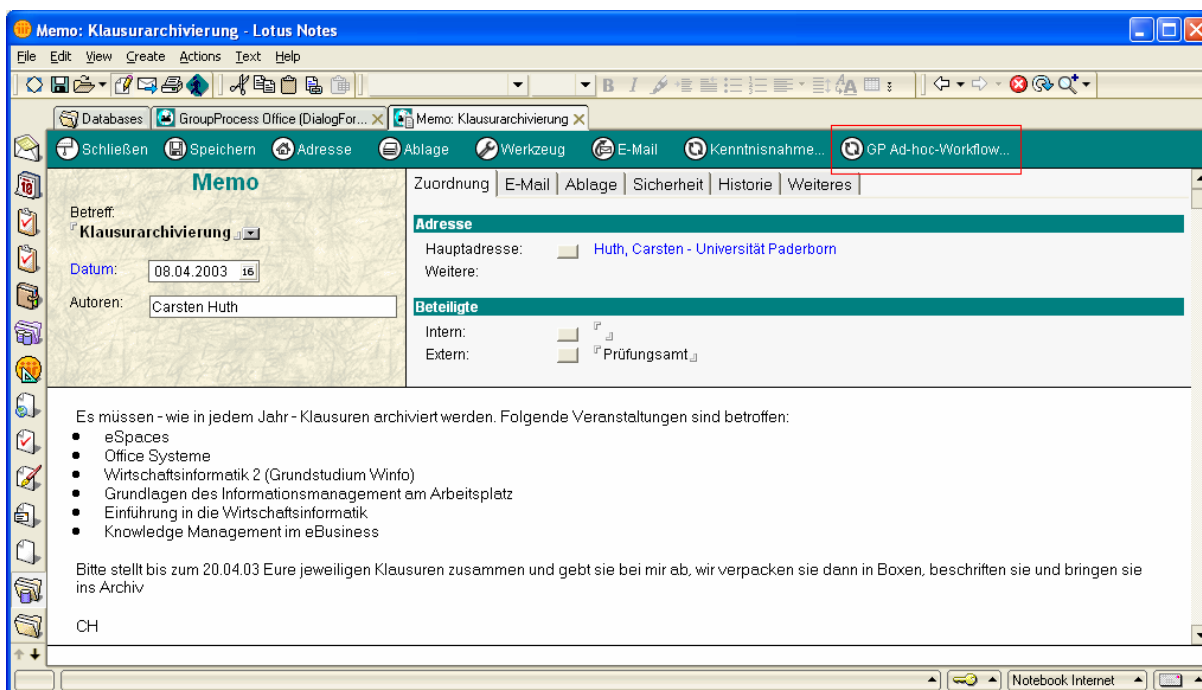 Memo: Klausurarchivierung - Lotus Notes
File Edit View Create Actions Text Help
Databases GroupProcess Office (DialogFor... Memo: Klausurarchivierung
Schließen Speichern Adresse Ablage Werkzeug E-Mail Kenntnisnahme... GP Ad-hoc-Workflow...
Memo
Betreff:
Klausurarchivierung
Datum: 08.04.2003 16
Autoren: Carsten Huth
Zuordnung E-Mail Ablage Sicherheit Historie Weiteres
Adresse
Hauptadresse: Huth, Carsten - Universität Paderborn
Weitere:
Beteiligte
Intern:
Extern: Prüfungsamt
Es müssen - wie in jedem Jahr - Klausuren archiviert werden. Folgende Veranstaltungen sind betroffen:
• eSpaces
• Office Systeme
• Wirtschaftsinformatik 2 (Grundstudium Winfo)
• Grundlagen des Informationsmanagement am Arbeitsplatz
• Einführung in die Wirtschaftsinformatik
• Knowledge Management im eBusiness
Bitte stellt bis zum 20.04.03 Eure jeweiligen Klausuren zusammen und gebt sie bei mir ab, wir verpacken sie dann in Boxen, beschriften sie und bringen sie
ins Archiv
CH
Notebook Internet